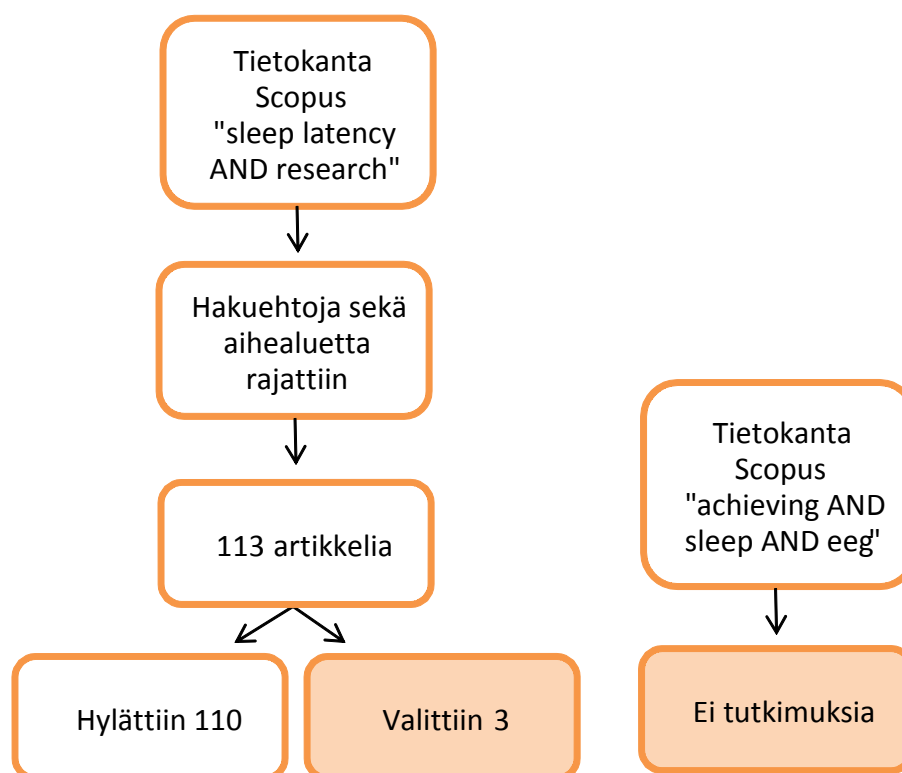 Tietokanta
Scopus
"sleep latency
AND research"
Hakuehtoja sekä
aihealuetta
rajattiin
113 artikkelia
Hylättiin 110
Valittiin 3
Tietokanta
Scopus
"achieving AND
sleep AND eeg"
Ei tutkimuksia